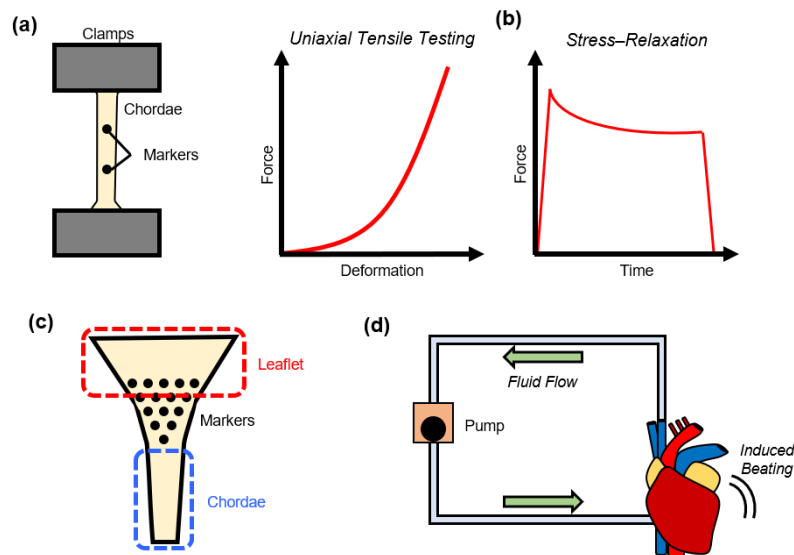 (a)
Clamps
Chordae
Markers
Uniaxial Tensile Testing
Force
Deformation
(b)
Stress–Relaxation
Force
Time
(c)
Leaflet
Markers
Chordae
(d)
Fluid Flow
Pump
Induced
Beating